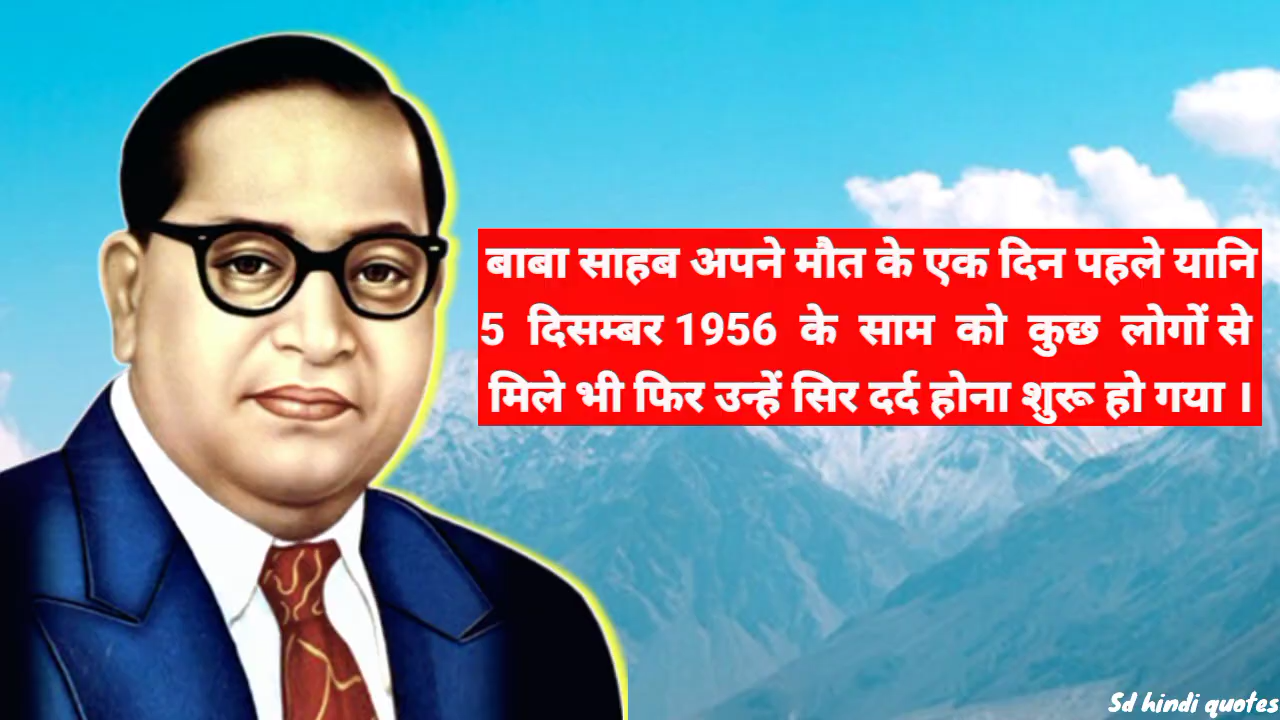 बाबा साहब अपने मौत के एक दिन पहले यानि
5 दिसम्बर 1956 के साम को कुछ लोगों से
मिले भी फिर उन्हें सिर दर्द होना शुरू हो गया ।
Sd hindi quotes